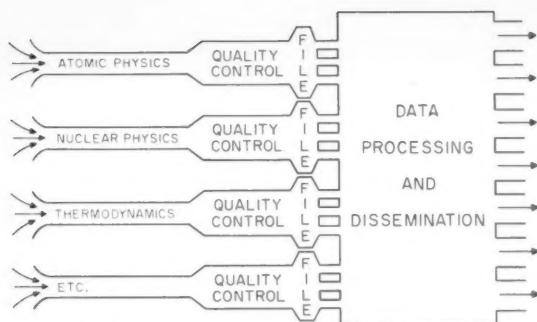 ATOMIC PHYSICS
QUALITY
CONTROL
FILE
NUCLEAR PHYSICS
QUALITY
CONTROL
FILE
THERMODYNAMICS
QUALITY
CONTROL
FILE
ETC.
QUALITY
CONTROL
FILE
DATA
PROCESSING
AND
DISSEMINATION